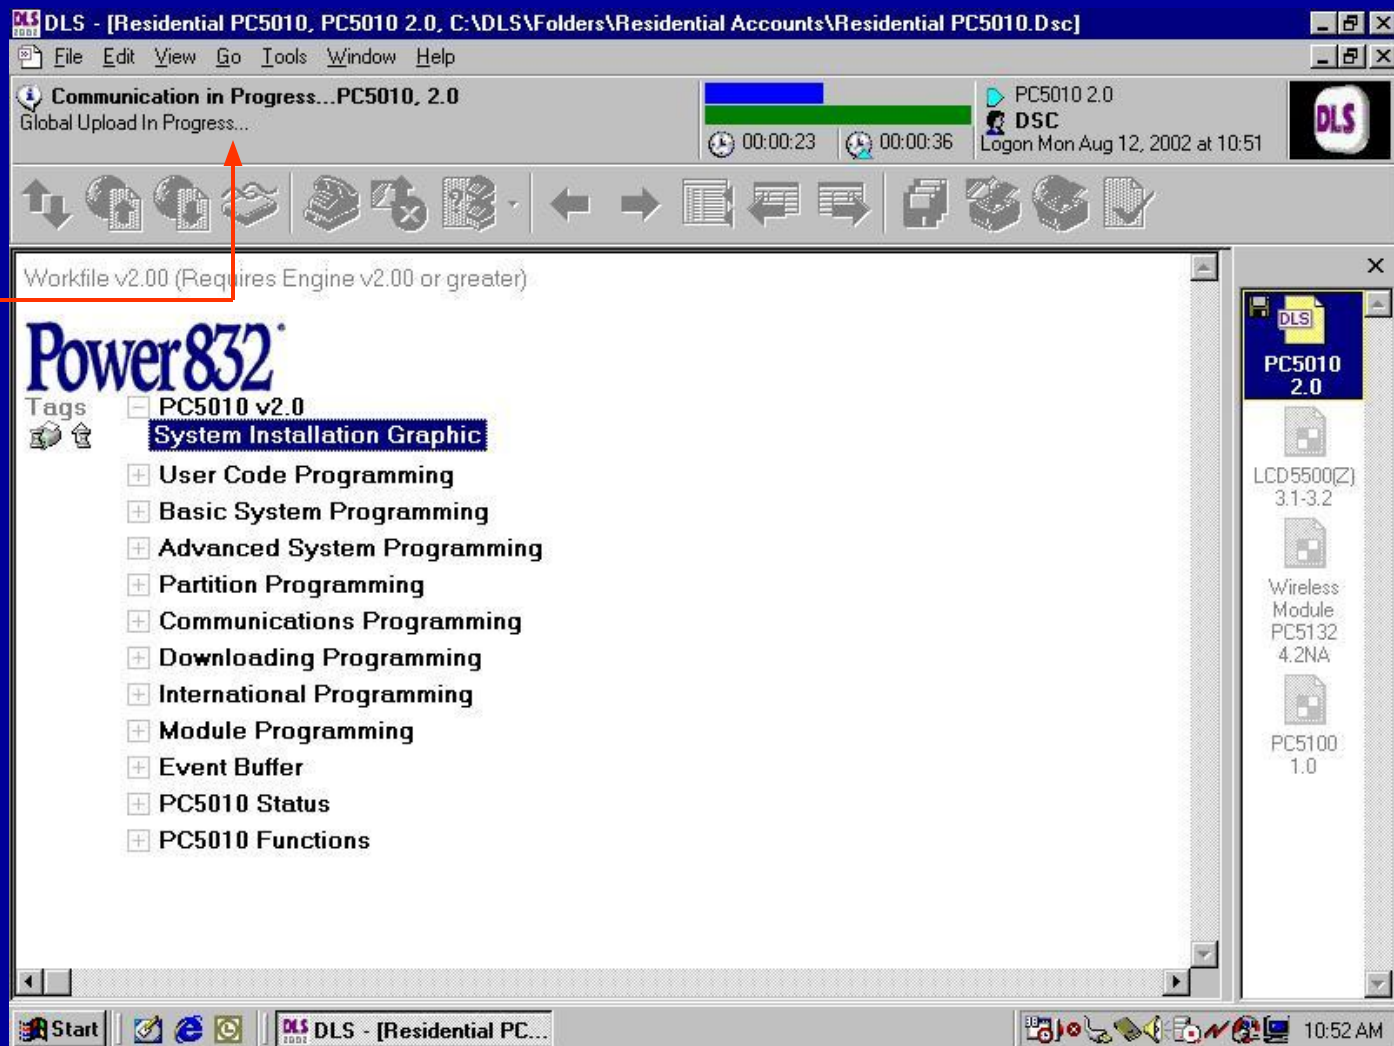 DLS - [Residential PC5010, PC5010 2.0, C:\DLS\Folders\Residential Accounts\Residential PC5010.Dsc]
File Edit View Go Tools Window Help
Communication in Progress...PC5010, 2.0
Global Upload In Progress...
00:00:23 00:00:36
PC5010 2.0
DSC
Logon Mon Aug 12, 2002 at 10:51
DLS
Workfile v2.00 (Requires Engine v2.00 or greater)
Power832
Tags
PC5010 v2.0
System Installation Graphic
User Code Programming
Basic System Programming
Advanced System Programming
Partition Programming
Communications Programming
Downloading Programming
International Programming
Module Programming
Event Buffer
PC5010 Status
PC5010 Functions
DLS
PC5010
2.0
LCD5500(Z)
3.1-3.2
Wireless
Module
PC5132
4.2NA
PC5100
1.0
Start
DLS - [Residential PC...
10:52 AM